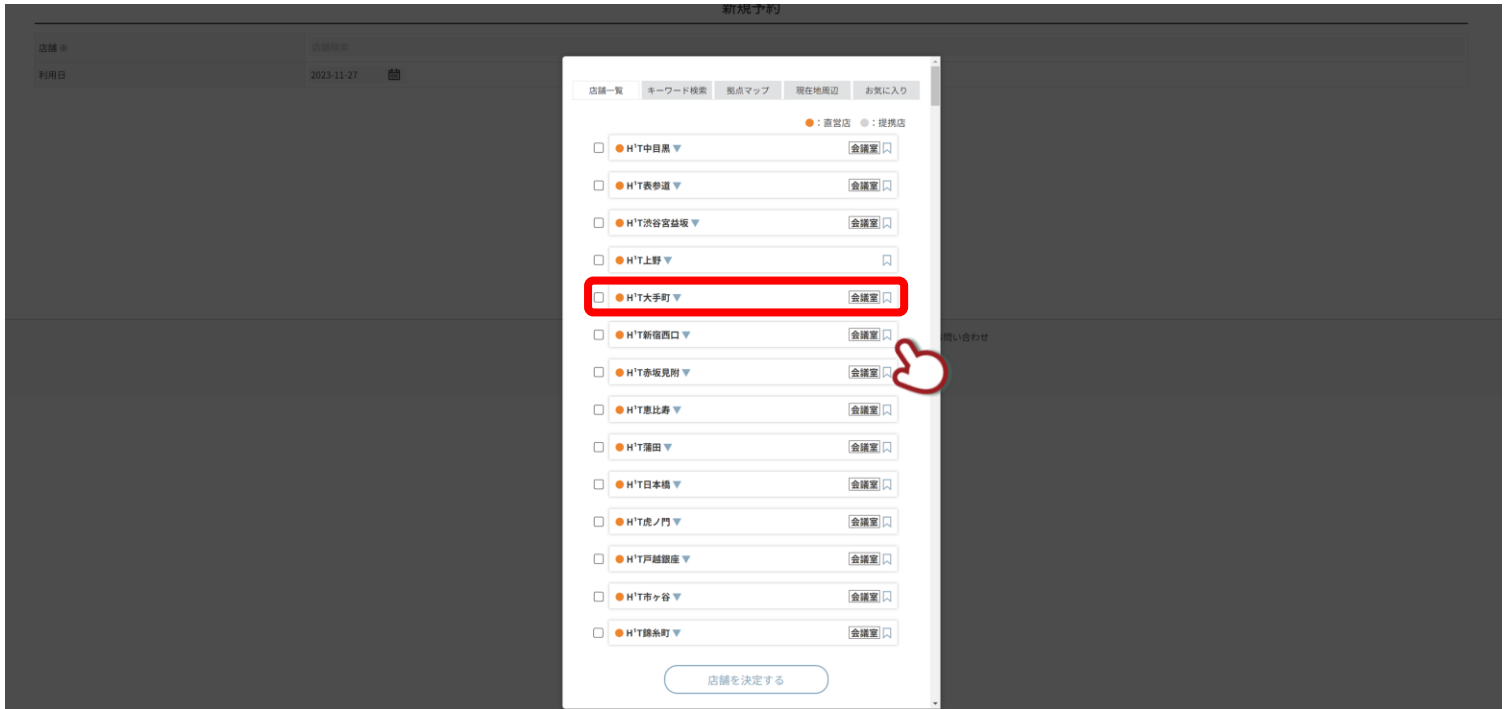 新規予約
店舗 ※ 店舗検索
利用日 2023-11-27
店舗一覧 キーワード検索 拠点マップ 現在地周辺 お気に入り
●：直営店 ●：提携店
H¹T中目黒▼ 会議室
H¹T表参道▼ 会議室
H¹T渋谷宮益坂▼ 会議室
H¹T上野▼
H¹T大手町▼ 会議室
H¹T新宿西口▼ 会議室
問い合わせ
H¹T赤坂見附▼ 会議室
H¹T恵比寿▼ 会議室
H¹T蒲田▼ 会議室
H¹T日本橋▼ 会議室
H¹T虎ノ門▼ 会議室
H¹T戸越銀座▼ 会議室
H¹T市ヶ谷▼ 会議室
H¹T錦糸町▼ 会議室
店舗を決定する